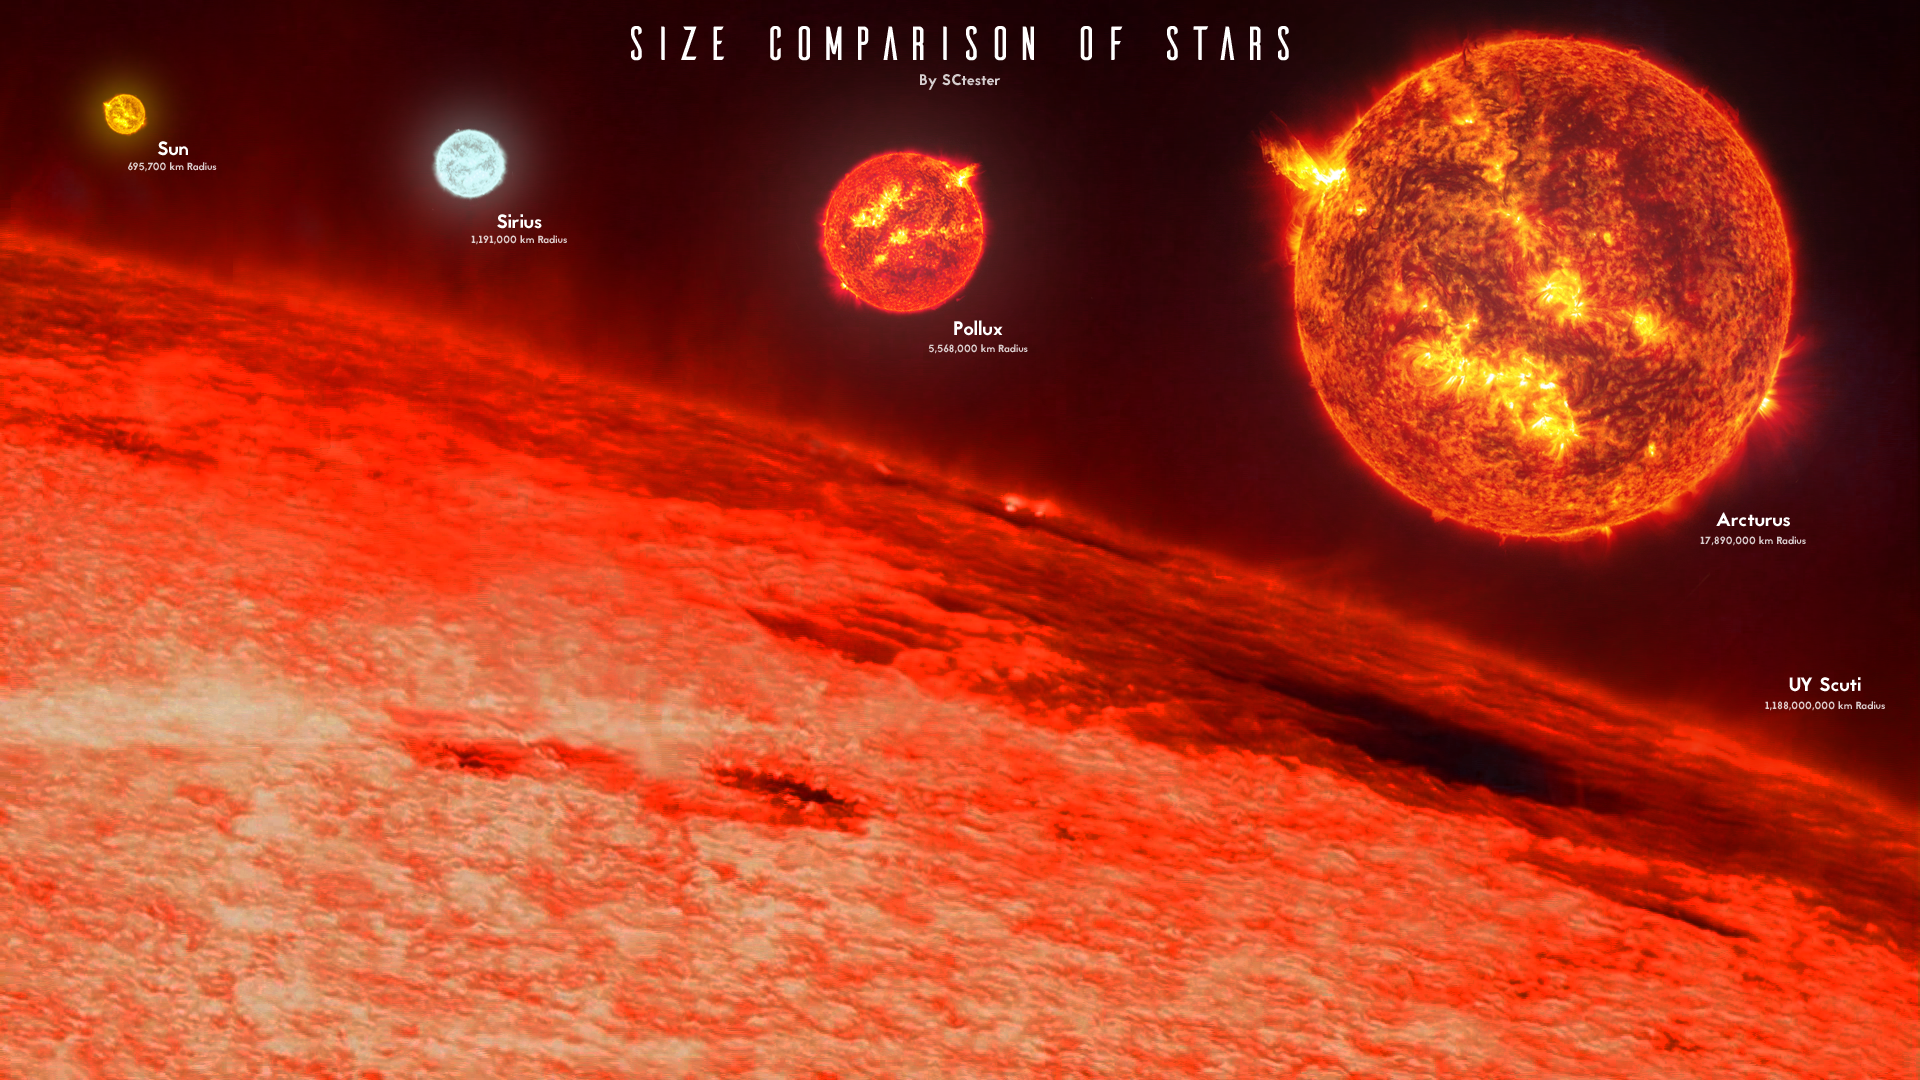 SIZE COMPARISON OF STARS
By SCtester
Sun
695,700 km Radius
Sirius
1,191,000 km Radius
Pollux
5,568,000 km Radius
Arcturus
17,890,000 km Radius
UY Scuti
1,188,000,000 km Radius